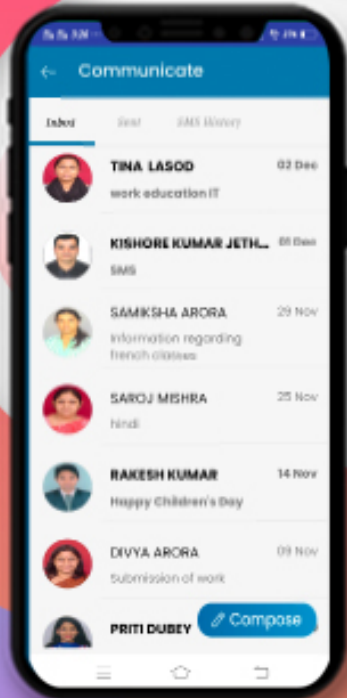 Communicate
Inbox Sent SMS History
TINA LASOD 02 Dec
work education IT
KISHORE KUMAR JETH... 01 Dec
SMS
SAMIKSHA ARORA 29 Nov
Information regarding
french classes
SAROJ MISHRA 25 Nov
hindi
RAKESH KUMAR 14 Nov
Happy Children's Day
DIVYA ARORA 09 Nov
Submission of work
PRITI DUBEY
Compose